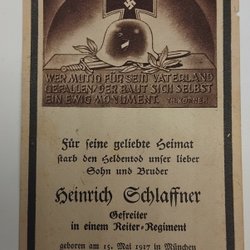 WER MUTIG FÜR SEIN VATERLAND
GEFALLEN, DER BAUT SICH SELBST
EIN EWIG MONUMENT.
TH. KÖRNER
Für seine geliebte Heimat
starb den Heldentod unser lieber
Sohn und Bruder
Heinrich Schlaffner
Gefreiter
in einem Reiter-Regiment
geboren am 15. Mai 1917 in München